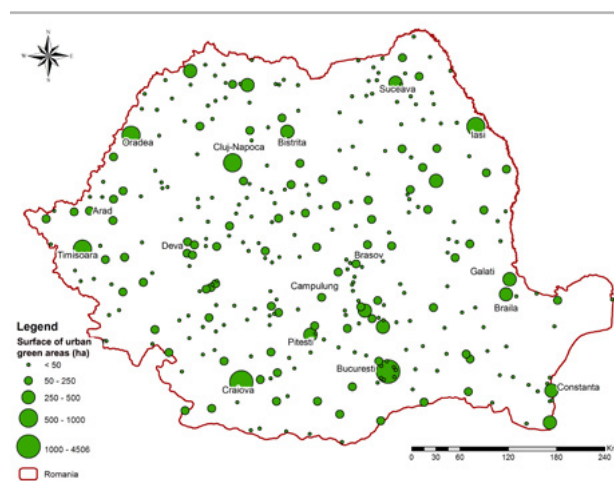 N
W
E
S
Suceava
Iasi
Oradea
Cluj-Napoca
Bistrita
Arad
Timisoara
Deva
Brasov
Campulung
Galati
Braila
Pitesti
Bucuresti
Craiova
Constanta
Legend
Surface of urban
green areas (ha)
< 50
50 - 250
250 - 500
500 - 1000
1000 - 4506
Romania
0 30 60 120 180 240